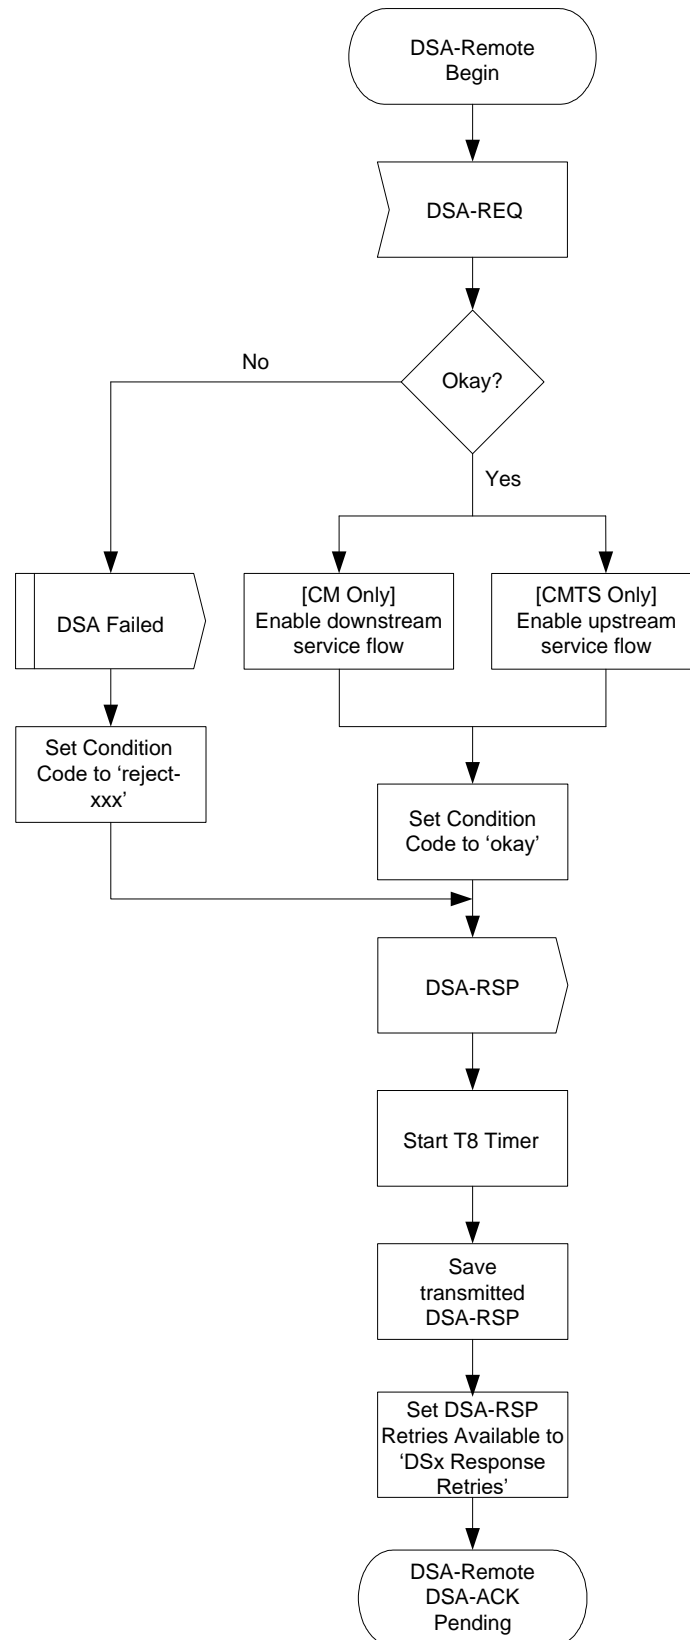 DSA-Remote
Begin
DSA-REQ
Okay?
No
Yes
DSA Failed
[CM Only]
Enable downstream
service flow
[CMTS Only]
Enable upstream
service flow
Set Condition
Code to ‘reject-
xxx’
Set Condition
Code to ‘okay’
DSA-RSP
Start T8 Timer
Save
transmitted
DSA-RSP
Set DSA-RSP
Retries Available to
‘DSx Response
Retries’
DSA-Remote
DSA-ACK
Pending